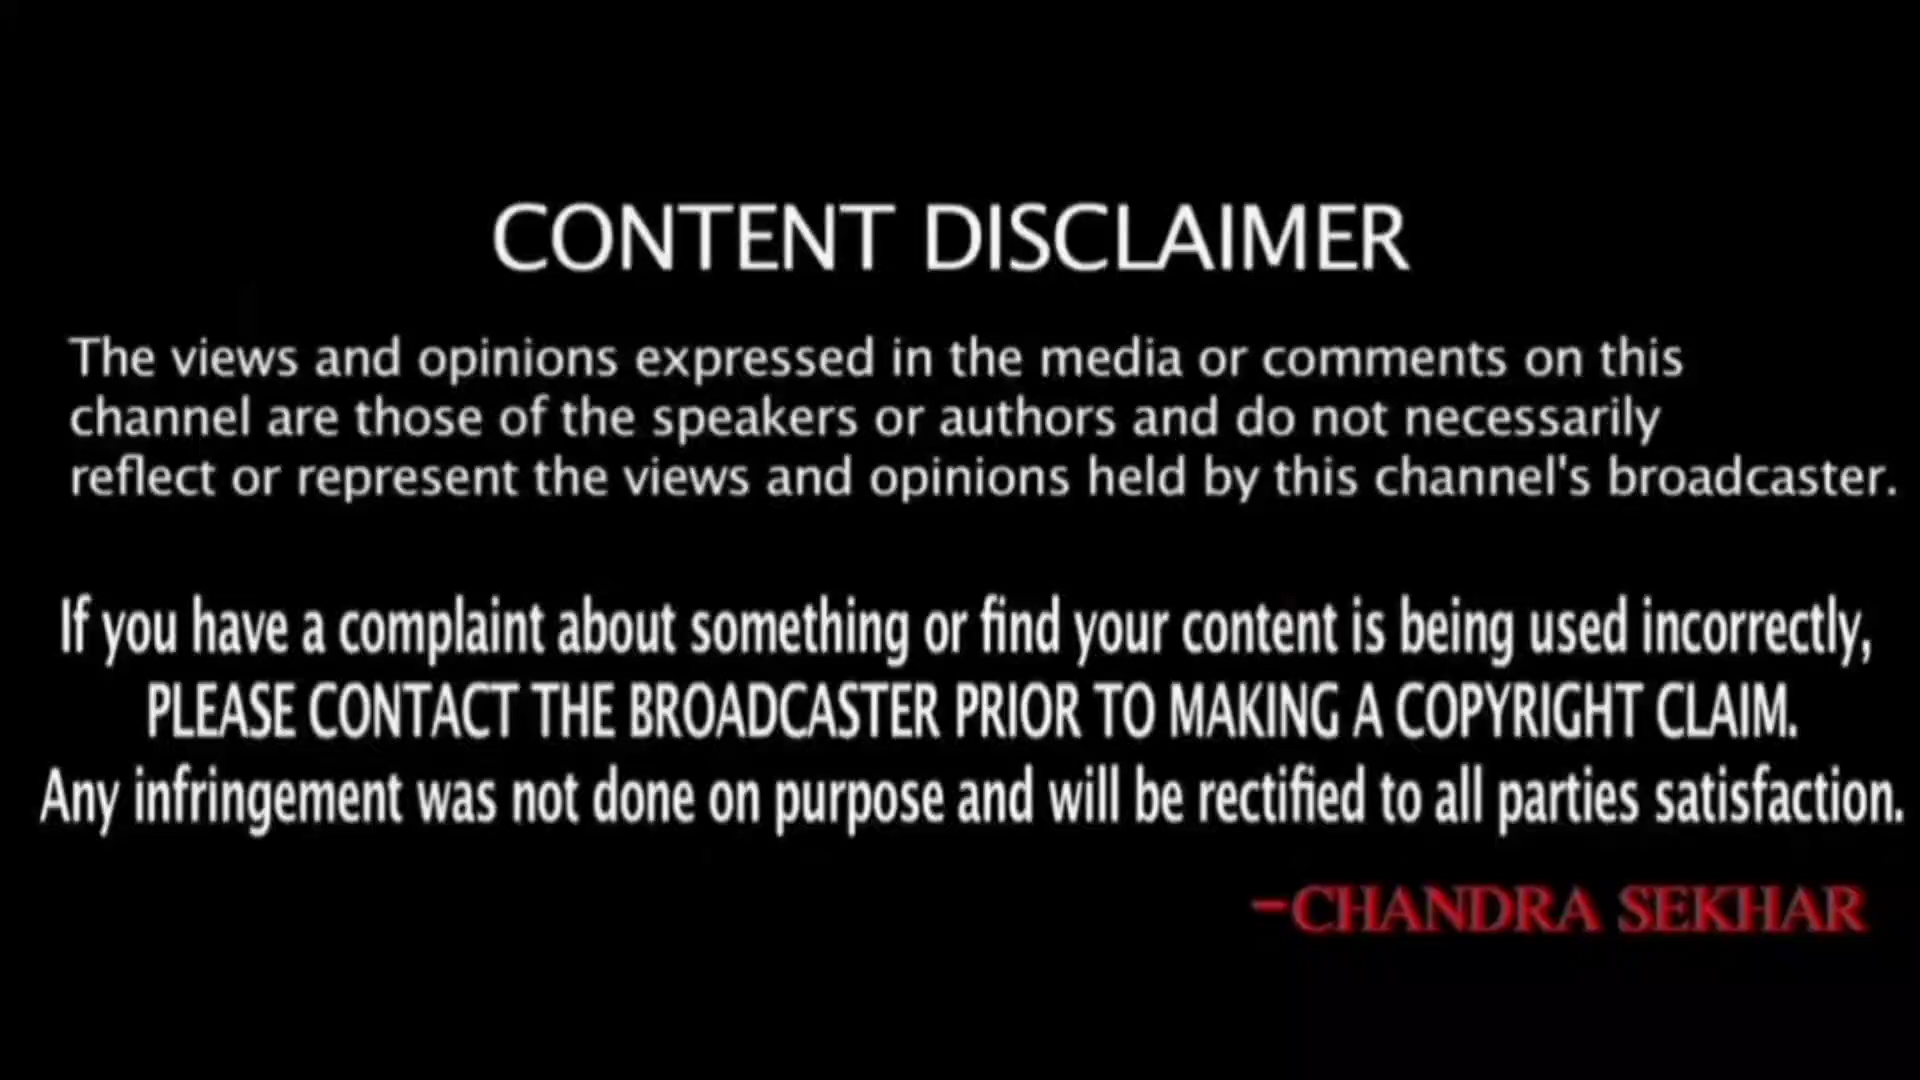 CONTENT DISCLAIMER
The views and opinions expressed in the media or comments on this
channel are those of the speakers or authors and do not necessarily
reflect or represent the views and opinions held by this channel's broadcaster.
If you have a complaint about something or find your content is being used incorrectly,
PLEASE CONTACT THE BROADCASTER PRIOR TO MAKING A COPYRIGHT CLAIM.
Any infringement was not done on purpose and will be rectified to all parties satisfaction.
-CHANDRA SEKHAR